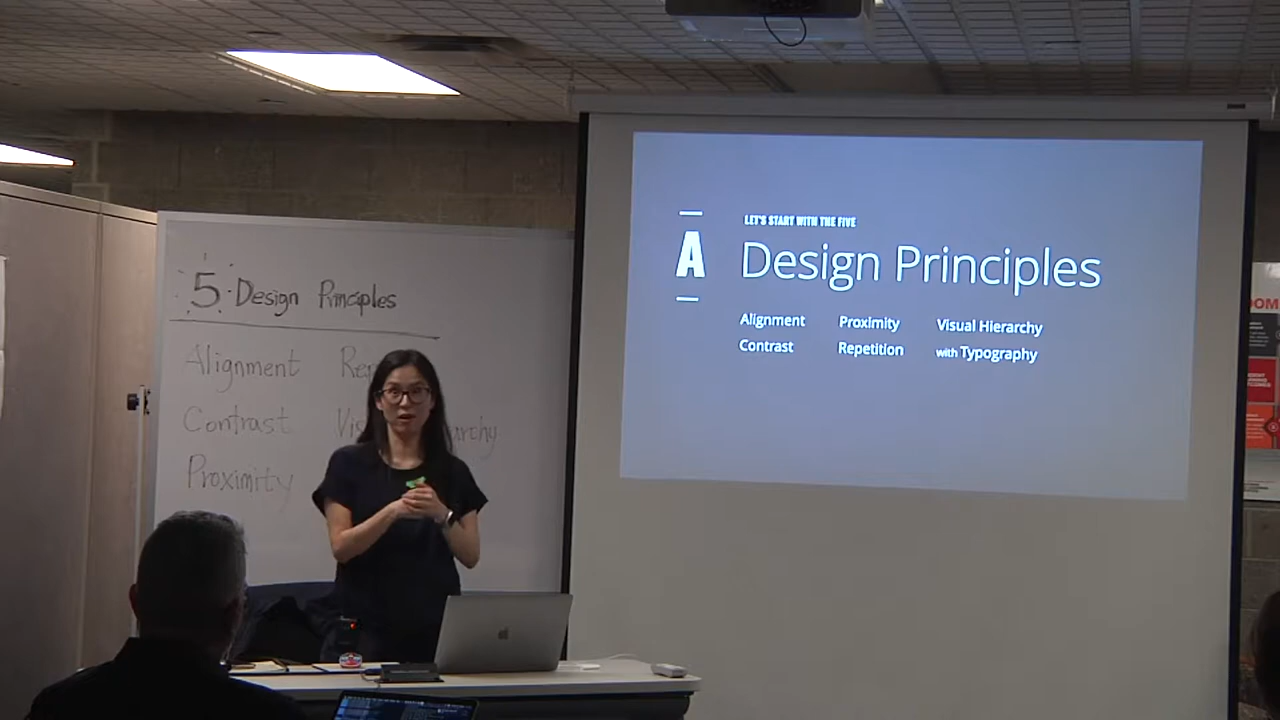 5 Design Principles
Alignment
Contrast
Proximity
LET'S START WITH THE FIVE
A
Design Principles
Alignment Proximity Visual Hierarchy
Contrast Repetition with Typography